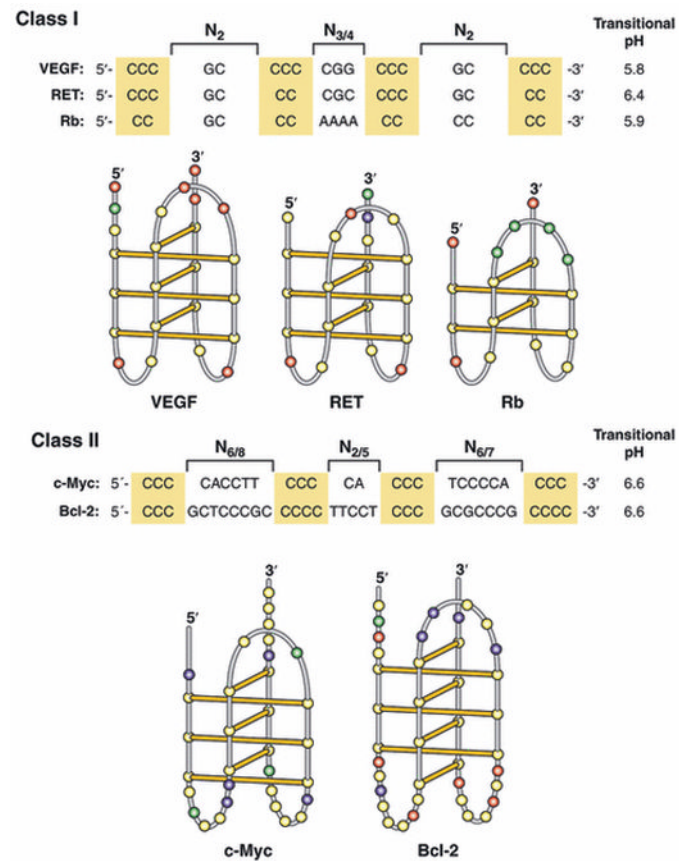 Class I
N2 N3/4 N2 Transitional pH
VEGF: 5′- CCC GC CCC CGG CCC GC CCC -3′ 5.8
RET: 5′- CCC GC CC CGC CCC GC CC -3′ 6.4
Rb: 5′- CC GC CC AAAA CC CC CC -3′ 5.9
5′ 3′ 5′ 3′ 5′ 3′
VEGF RET Rb
Class II
N6/8 N2/5 N6/7 Transitional pH
c-Myc: 5′- CCC CACCTT CCC CA CCC TCCCCA CCC -3′ 6.6
Bcl-2: 5′- CCC GCTCCCGC CCCC TTCCT CCC GCGCCCG CCCC -3′ 6.6
5′ 3′ 5′ 3′
c-Myc Bcl-2